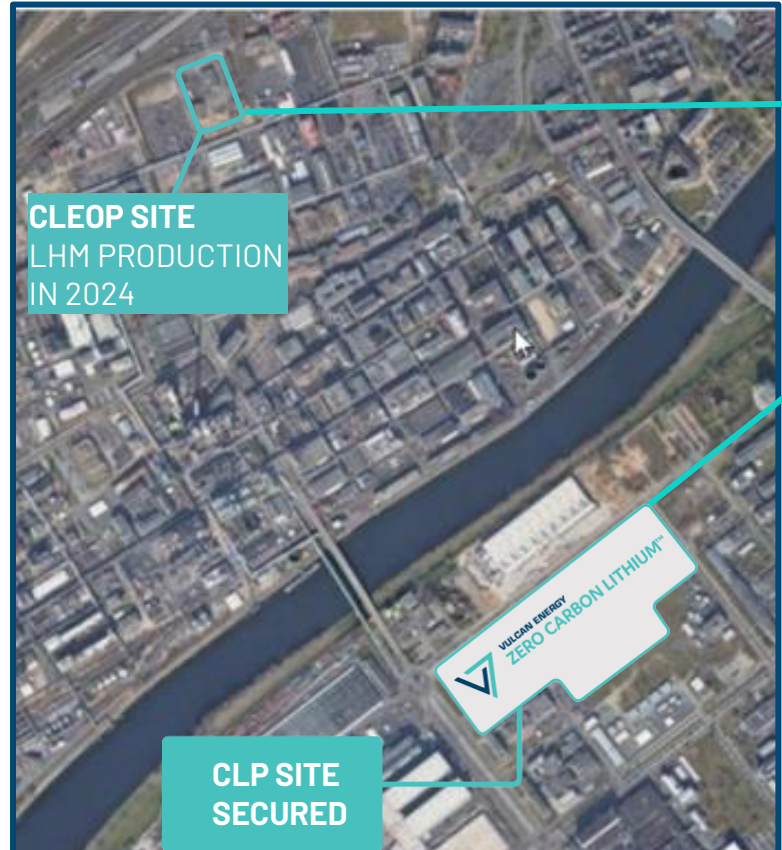 CLEOP SITE
LHM PRODUCTION
IN 2024
VULCAN ENERGY
ZERO CARBON LITHIUM™
CLP SITE
SECURED